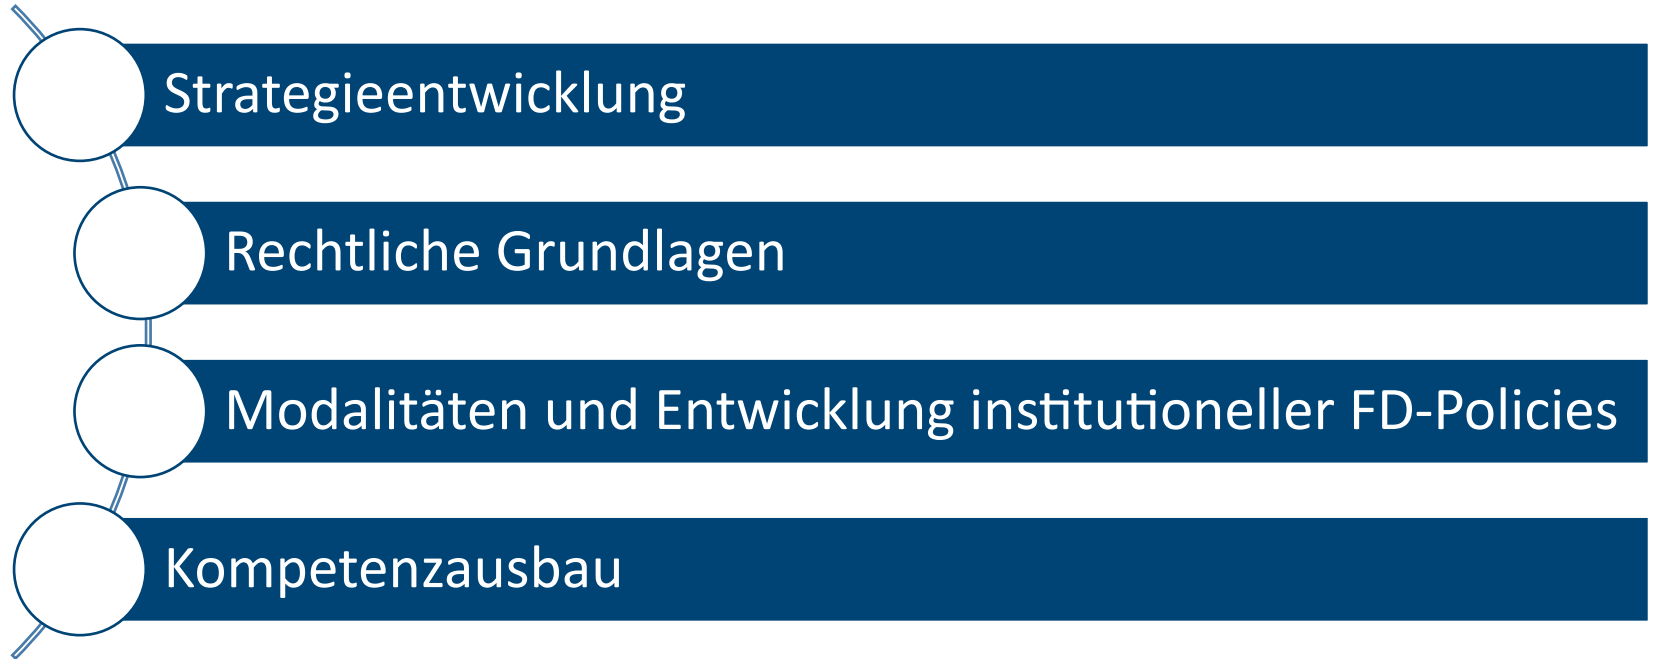 Strategieentwicklung
Rechtliche Grundlagen
Modalitäten und Entwicklung institutioneller FD-Policies
Kompetenzausbau